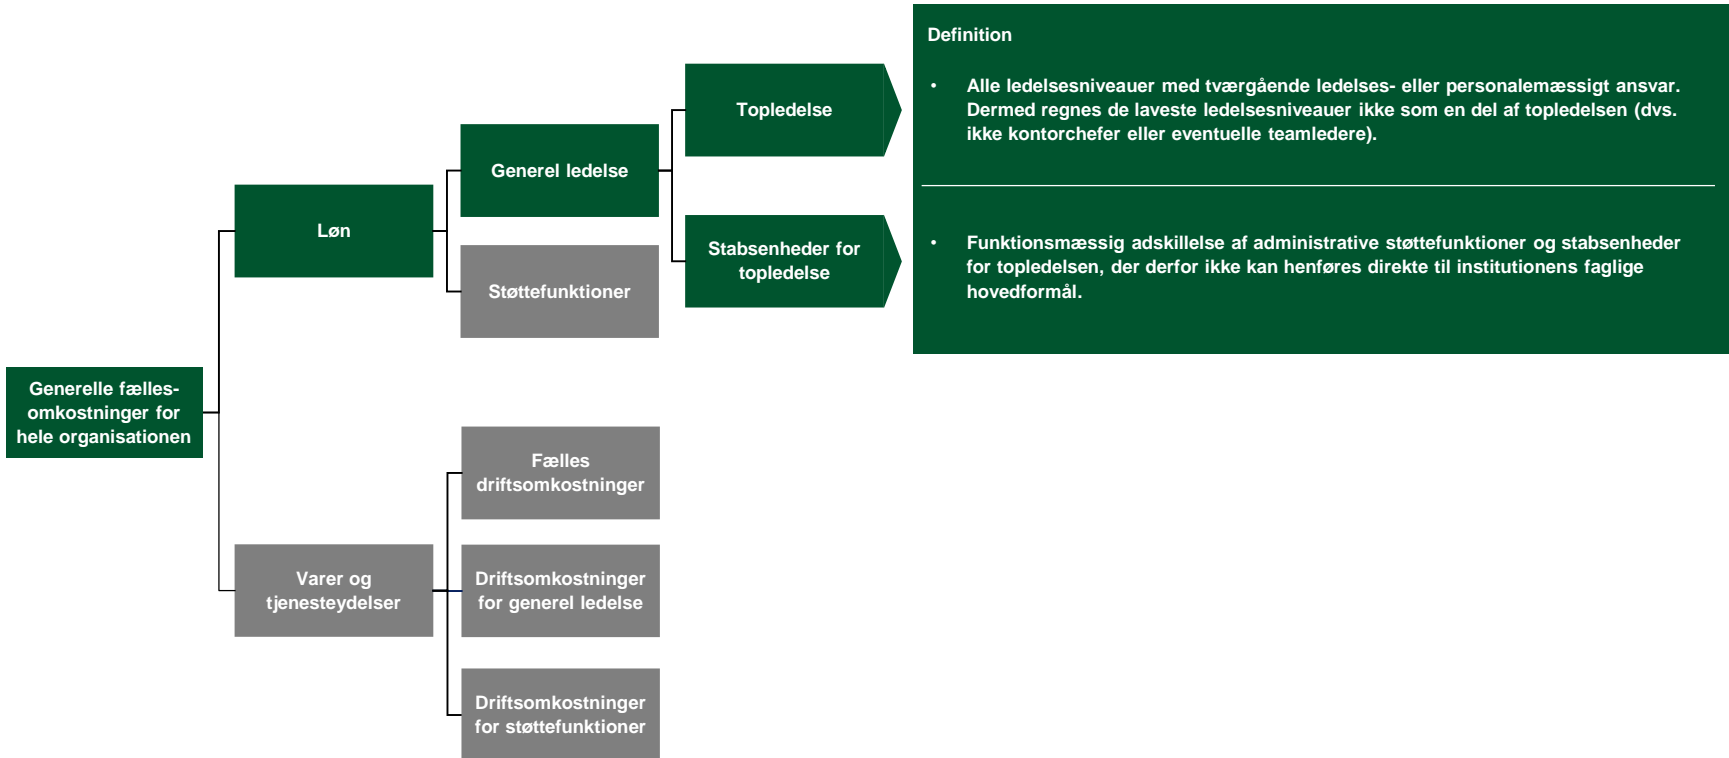 Definition
• Alle ledelsesniveauer med tværgående ledelses- eller personalemæssigt ansvar.
Dermed regnes de laveste ledelsesniveauer ikke som en del af topledelsen (dvs.
ikke kontorchefer eller eventuelle teamledere).
Topledelse
Generel ledelse
Løn
Stabsenheder for
topledelse
• Funktionsmæssig adskillelse af administrative støttefunktioner og stabsenheder
for topledelsen, der derfor ikke kan henføres direkte til institutionens faglige
hovedformål.
Støttefunktioner
Generelle fælles-
omkostninger for
hele organisationen
Fælles
driftsomkostninger
Varer og
tjenesteydelser
Driftsomkostninger
for generel ledelse
Driftsomkostninger
for støttefunktioner